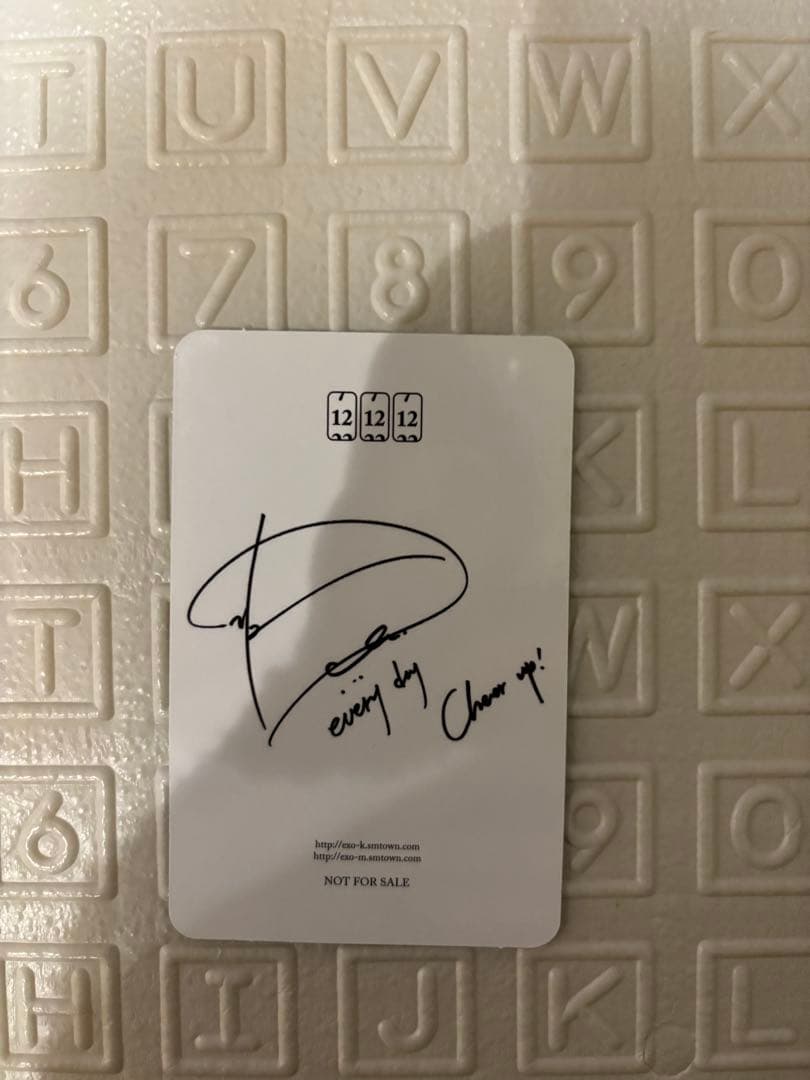 T U V W X
6 7 8 9 0
12 12 12
H K L
every day
Cheer up!
T W X
http://exo-k.smtown.com
http://exo-m.smtown.com
NOT FOR SALE
6 9 0
H I J K L